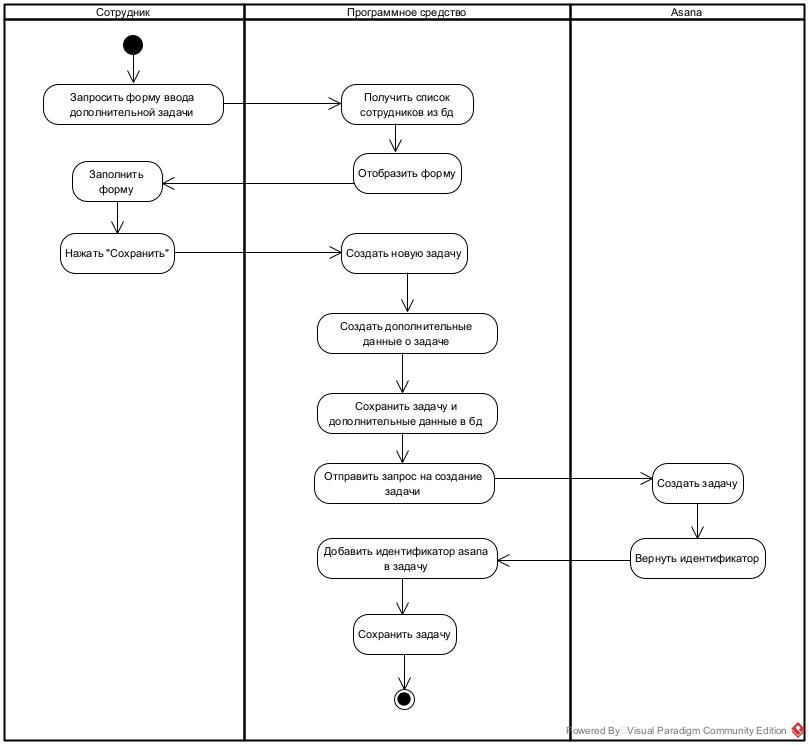 Сотрудник
Программное средство
Asana
Запросить форму ввода
дополнительной задачи
Получить список
сотрудников из бд
Отобразить форму
Заполнить
форму
Нажать "Сохранить"
Создать новую задачу
Создать дополнительные
данные о задаче
Сохранить задачу и
дополнительные данные в бд
Отправить запрос на создание
задачи
Создать задачу
Вернуть идентификатор
Добавить идентификатор asana
в задачу
Сохранить задачу
Powered By Visual Paradigm Community Edition